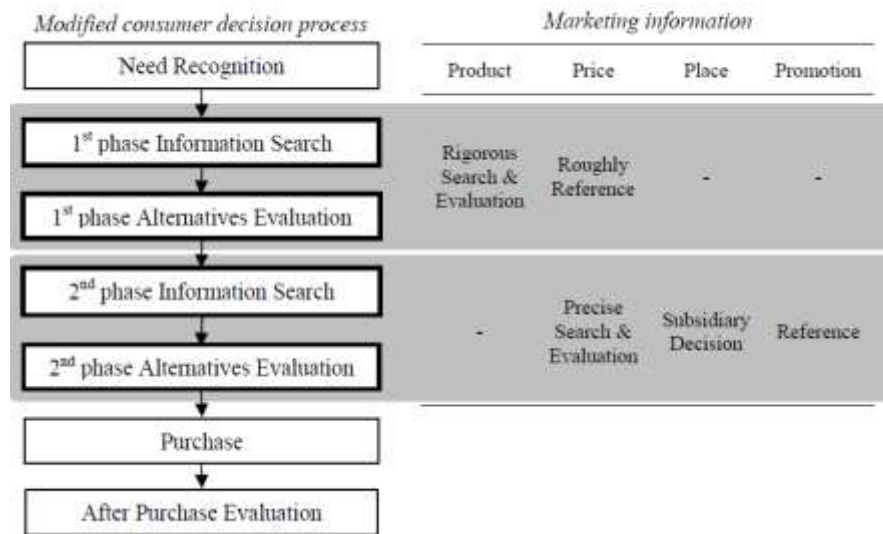 Modified consumer decision process
Marketing information
Need Recognition
Product Price Place Promotion
1st phase Information Search
1st phase Alternatives Evaluation
Rigorous
Search &
Evaluation
Roughly
Reference
-
-
2nd phase Information Search
2nd phase Alternatives Evaluation
-
Precise
Search &
Evaluation
Subsidiary
Decision
Reference
Purchase
After Purchase Evaluation